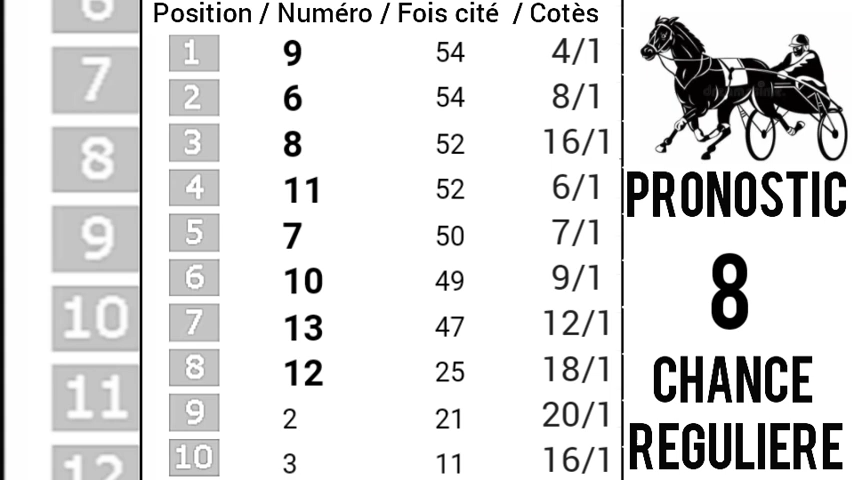 Position / Numéro / Fois cité / Cotès
1 9 54 4/1
2 6 54 8/1
3 8 52 16/1
4 11 52 6/1
5 7 50 7/1
6 10 49 9/1
7 13 47 12/1
8 12 25 18/1
9 2 21 20/1
10 3 11 16/1
6
7
8
9
10
11
12
PRONOSTIC
8
CHANCE
REGULIERE